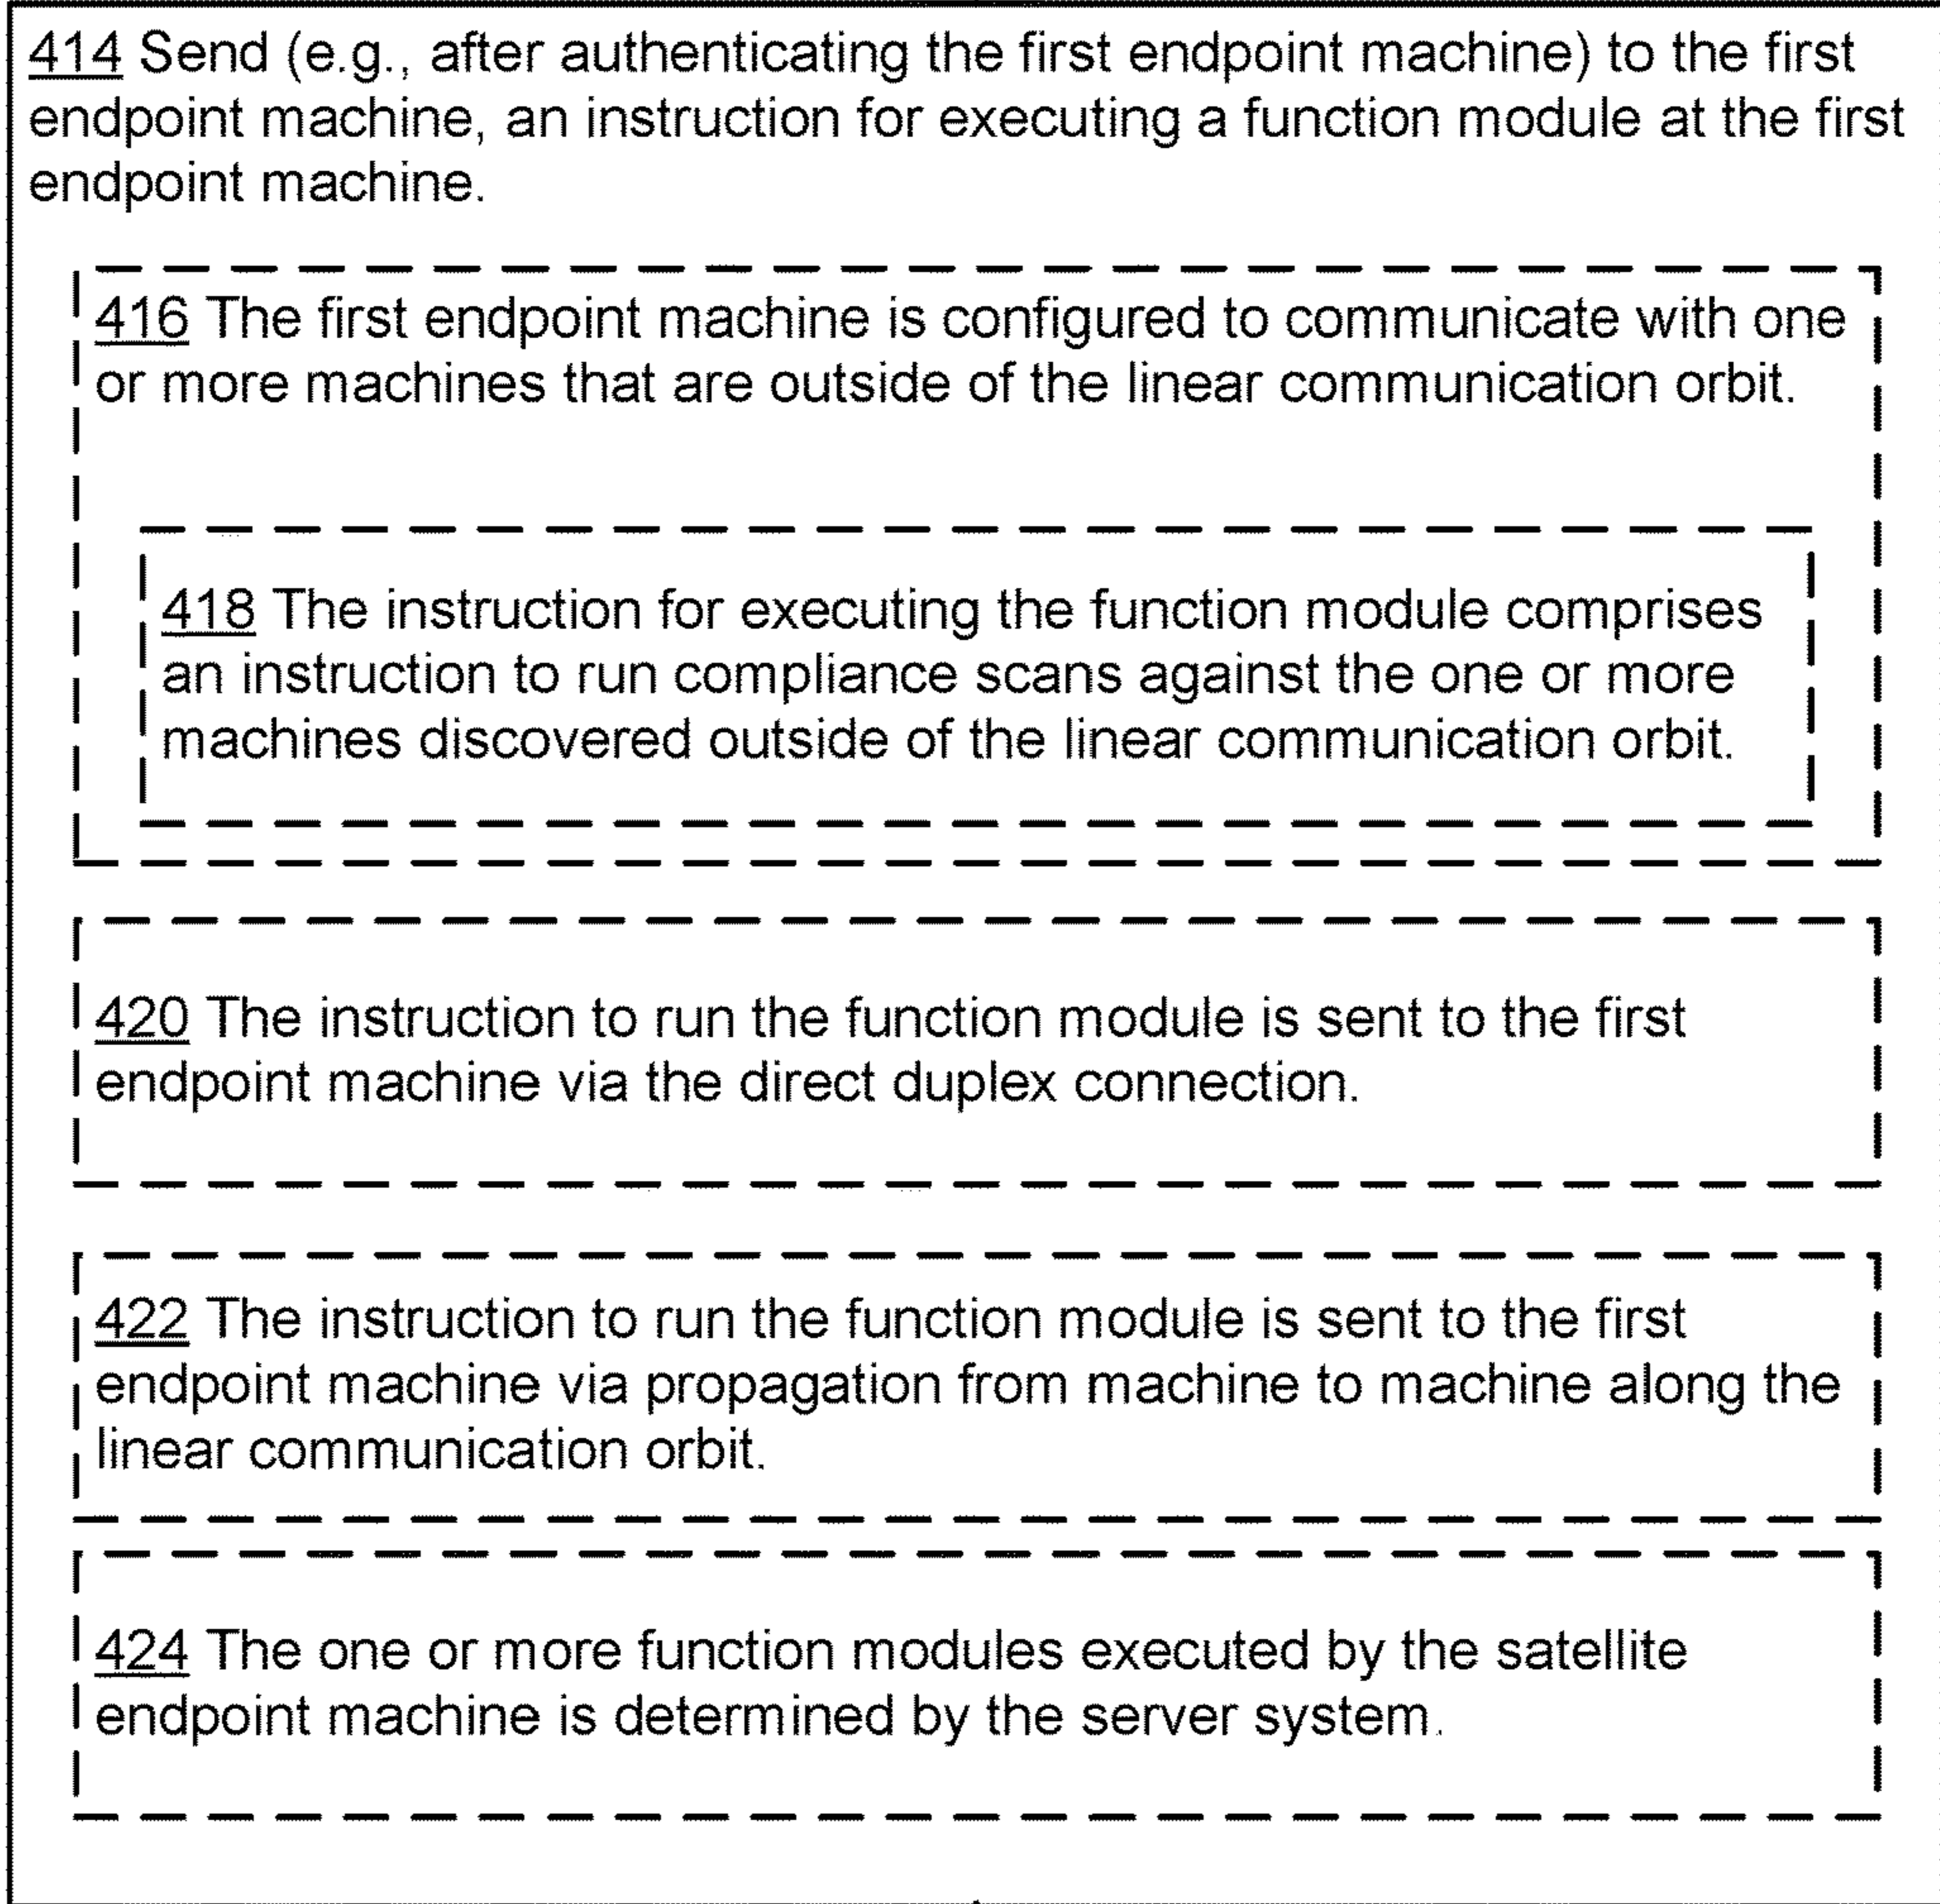 414 Send (e.g., after authenticating the first endpoint machine) to the first
endpoint machine, an instruction for executing a function module at the first
endpoint machine.
416 The first endpoint machine is configured to communicate with one
or more machines that are outside of the linear communication orbit.
418 The instruction for executing the function module comprises
an instruction to run compliance scans against the one or more
machines discovered outside of the linear communication orbit.
420 The instruction to run the function module is sent to the first
endpoint machine via the direct duplex connection.
422 The instruction to run the function module is sent to the first
endpoint machine via propagation from machine to machine along the
linear communication orbit.
424 The one or more function modules executed by the satellite
endpoint machine is determined by the server system.